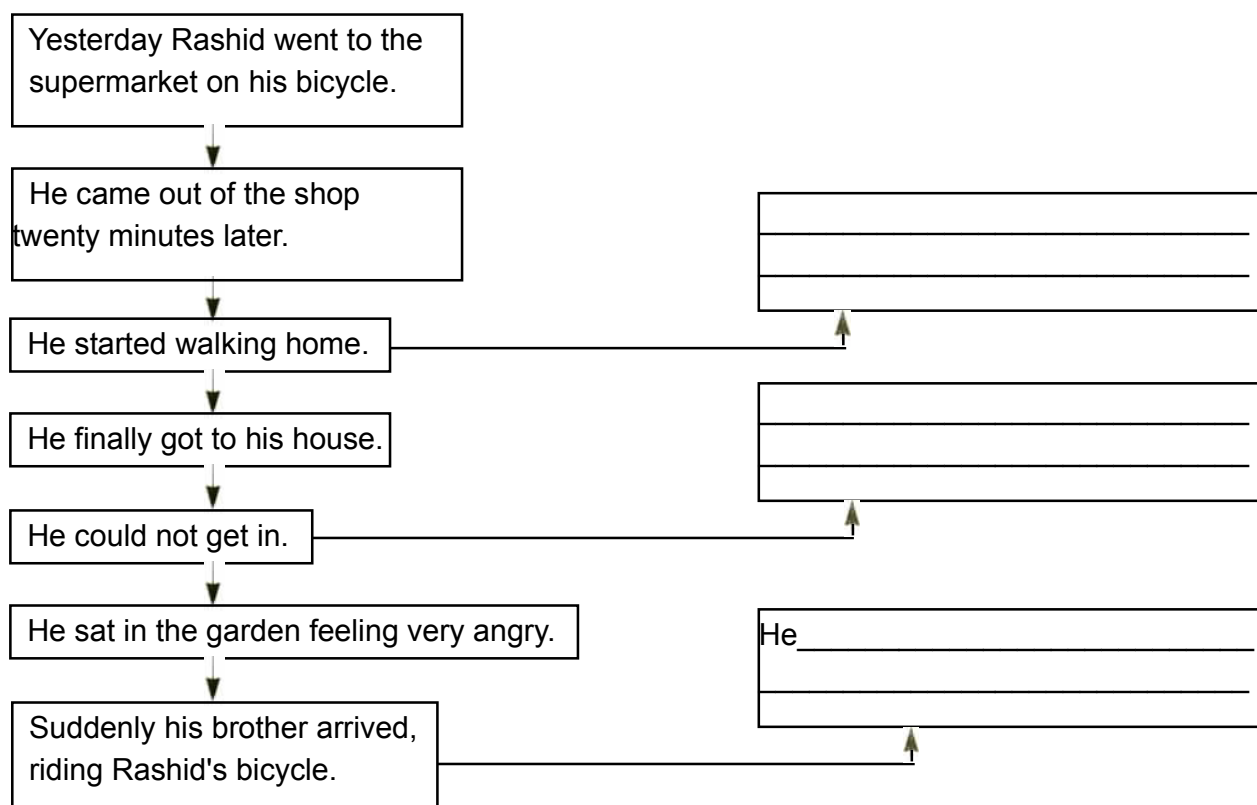 Yesterday Rashid went to the
supermarket on his bicycle.
He came out of the shop
twenty minutes later.
He started walking home.
He finally got to his house.
He could not get in.
He sat in the garden feeling very angry.
Suddenly his brother arrived,
riding Rashid's bicycle.
He